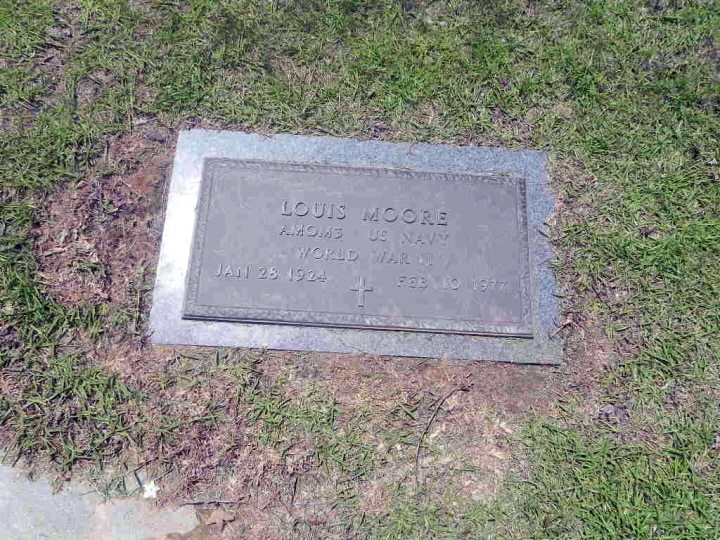 LOUIS MOORE
AMOM3 US NAVY
WORLD WAR II
JAN 28 1924 FEB 10 1977